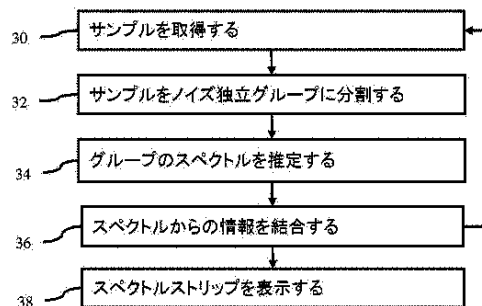 30 サンプルを取得する
32 サンプルをノイズ独立グループに分割する
34 グループのスペクトルを推定する
36 スペクトルからの情報を結合する
38 スペクトルストリップを表示する